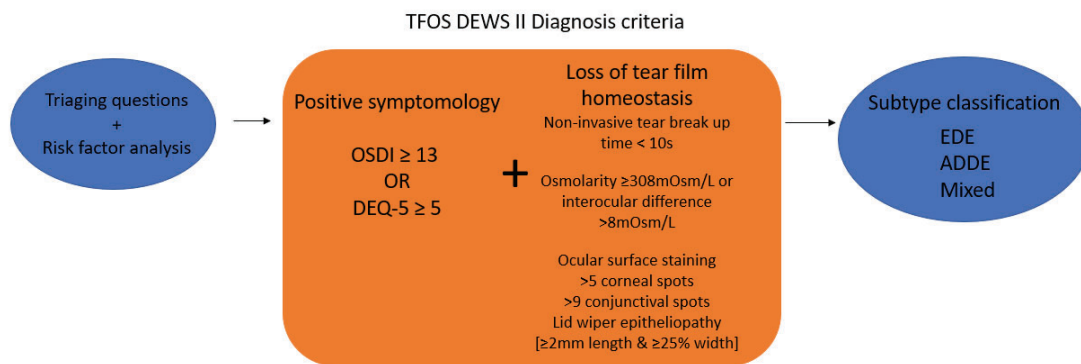 TFOS DEWS II Diagnosis criteria
Triaging questions
+
Risk factor analysis
Positive symptomology
OSDI ≥ 13
OR
DEQ-5 ≥ 5
+
Loss of tear film
homeostasis
Non-invasive tear break up
time < 10s
Osmolarity ≥308mOsm/L or
interocular difference
>8mOsm/L
Ocular surface staining
>5 corneal spots
>9 conjunctival spots
Lid wiper epitheliopathy
[≥2mm length & ≥25% width]
Subtype classification
EDE
ADDE
Mixed